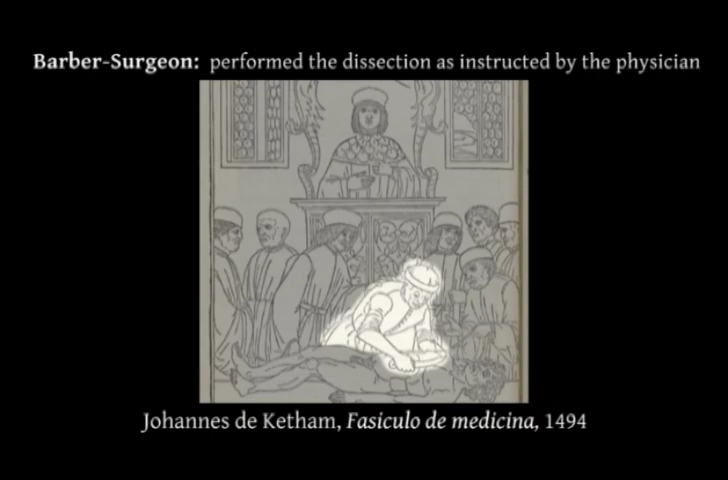 Barber-Surgeon: performed the dissection as instructed by the physician
Johannes de Ketham, Fasiculo de medicina, 1494